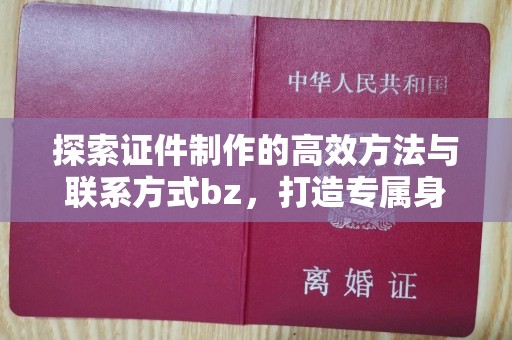 中华人民共和国
探索证件制作的高效方法与
联系方式bz，打造专属身
离婚证